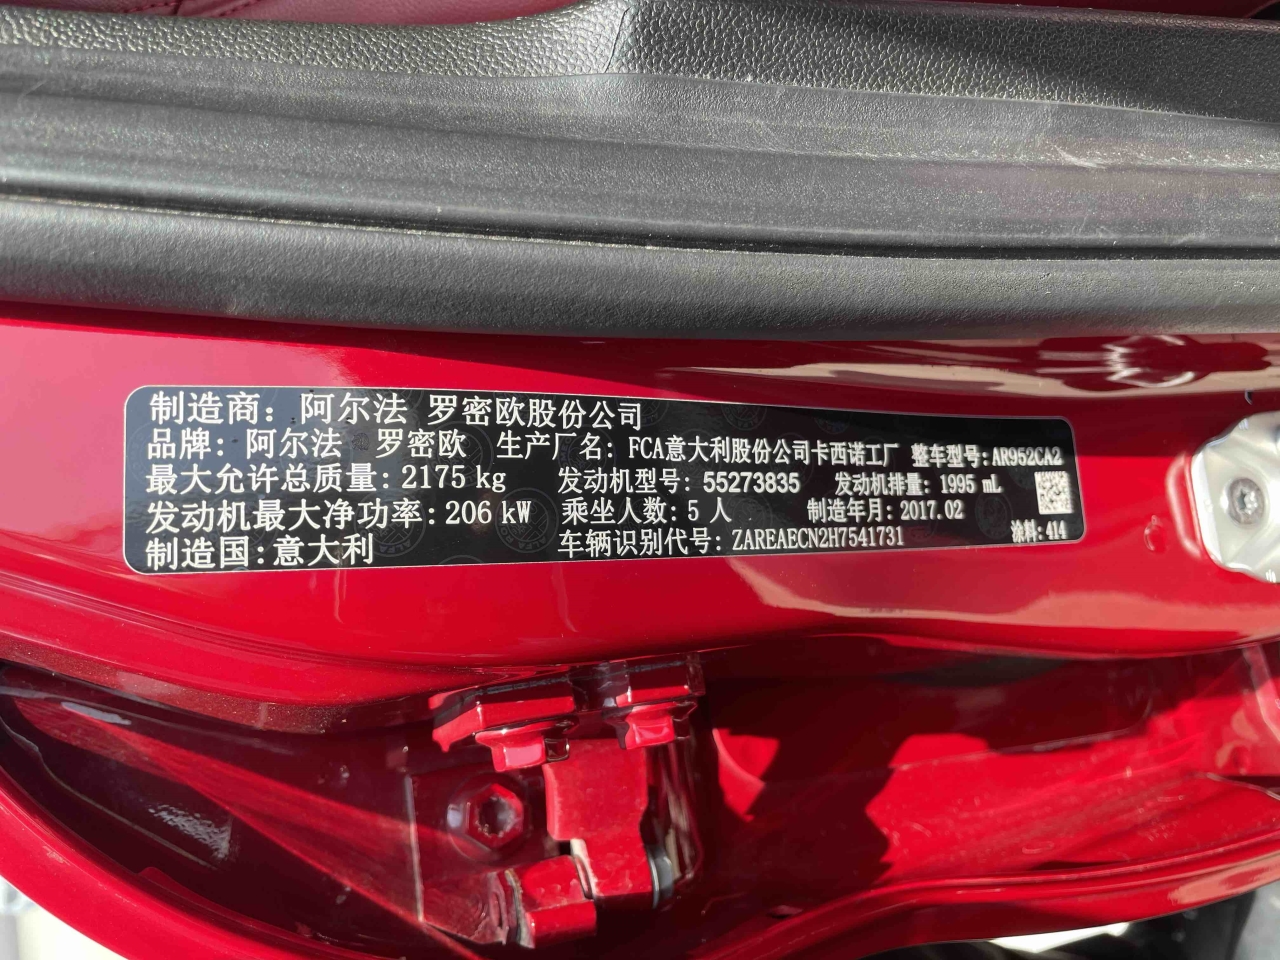 制造商: 阿尔法 罗密欧股份公司
品牌: 阿尔法 罗密欧 生产厂名: FCA意大利股份公司卡西诺工厂 整车型号: AR952CA2
最大允许总质量: 2175 kg 发动机型号: 55273835 发动机排量: 1995 mL
发动机最大净功率: 206 kW 乘坐人数: 5 人 制造年月: 2017.02
制造国: 意大利 车辆识别代号: ZAREAECN2H7541731 涂料: 414